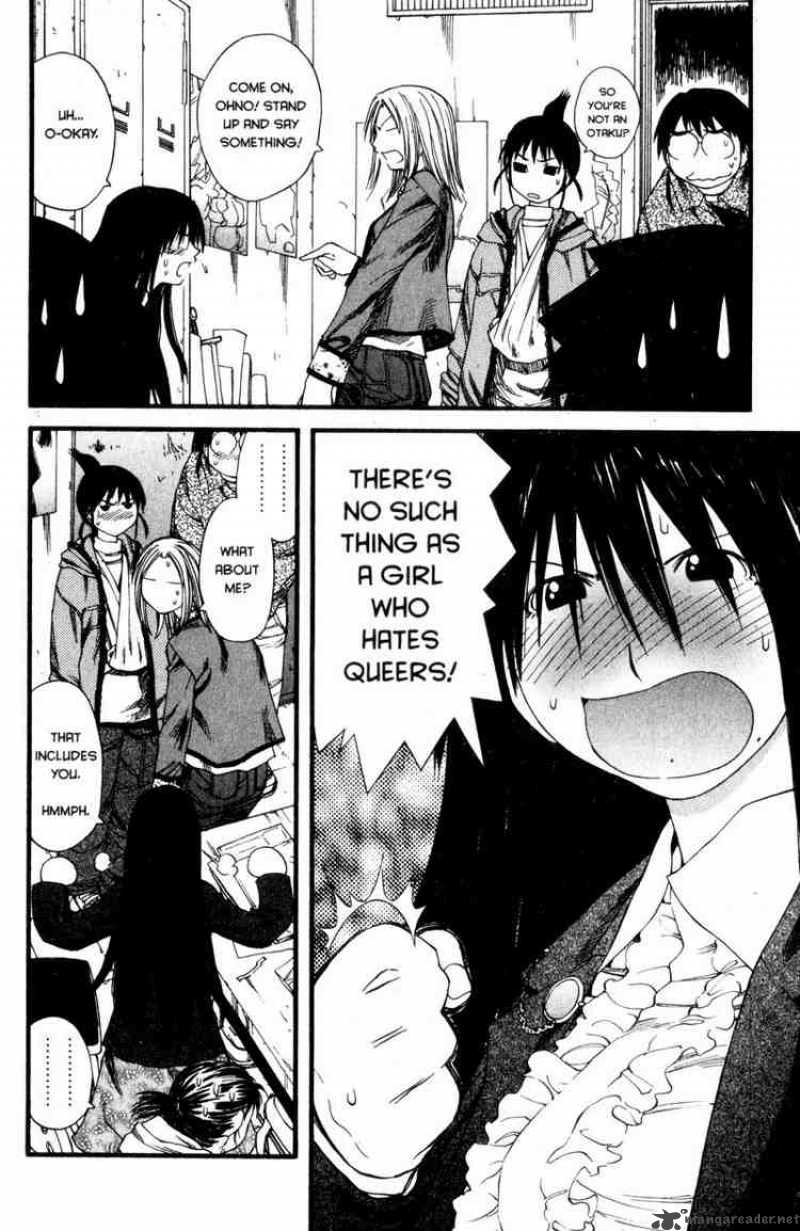 UH...
O-OKAY.
COME ON,
OHNO! STAND
UP AND SAY
SOMETHING!
SO
YOU'RE
NOT AN
OTAKU?
THERE'S
NO SUCH
THING AS
A GIRL
WHO
HATES
QUEERS!
.........
WHAT
ABOUT
ME?
THAT
INCLUDES
YOU.
HMMPH.
.........
mangareader.net